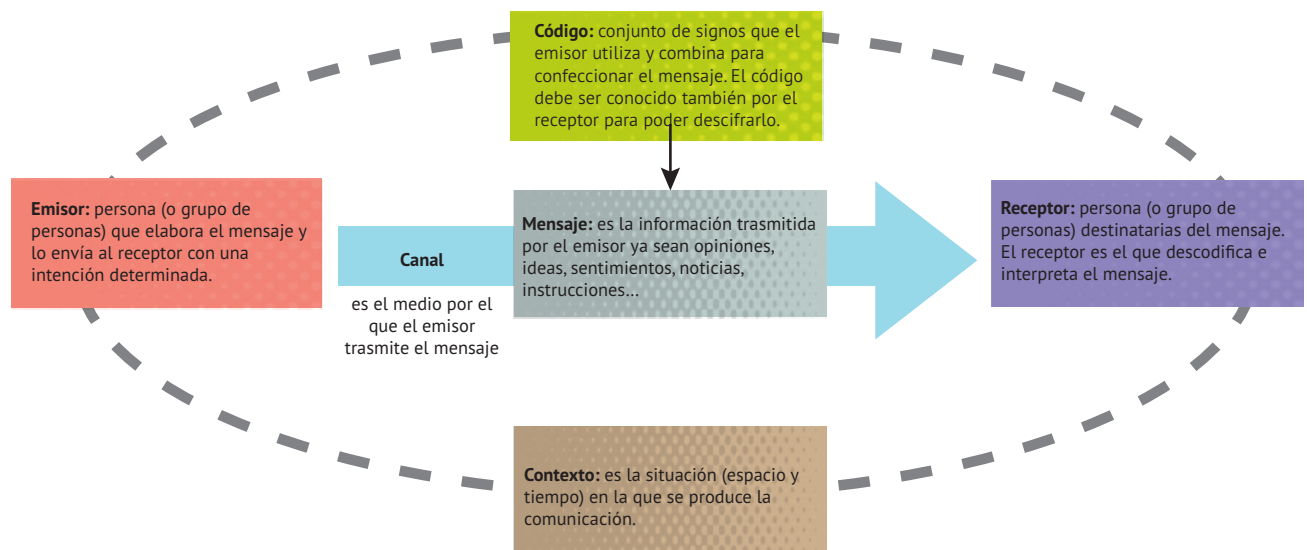 Código: conjunto de signos que el
emisor utiliza y combina para
confeccionar el mensaje. El código
debe ser conocido también por el
receptor para poder descifrarlo.
Emisor: persona (o grupo de
personas) que elabora el mensaje y
lo envía al receptor con una
intención determinada.
Canal
es el medio por el
que el emisor
trasmite el mensaje
Mensaje: es la información trasmitida
por el emisor ya sean opiniones,
ideas, sentimientos, noticias,
instrucciones...
Receptor: persona (o grupo de
personas) destinatarias del mensaje.
El receptor es el que descodifica e
interpreta el mensaje.
Contexto: es la situación (espacio y
tiempo) en la que se produce la
comunicación.